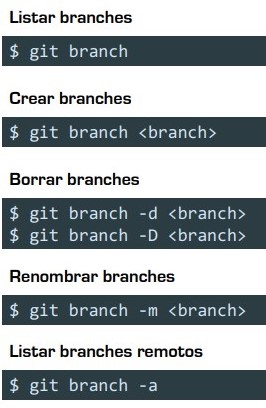 Listar branches
$ git branch
Crear branches
$ git branch <branch>
Borrar branches
$ git branch -d <branch>
$ git branch -D <branch>
Renombrar branches
$ git branch -m <branch>
Listar branches remotos
$ git branch -a